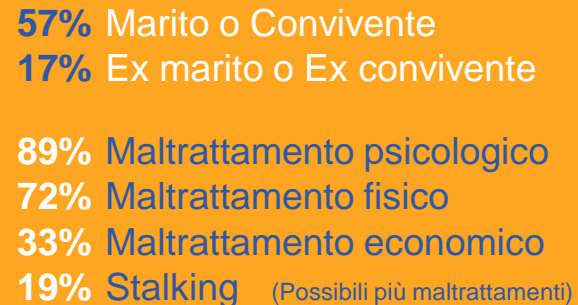 57% Marito o Convivente
17% Ex marito o Ex convivente
89% Maltrattamento psicologico
72% Maltrattamento fisico
33% Maltrattamento economico
19% Stalking (Possibili più maltrattamenti)